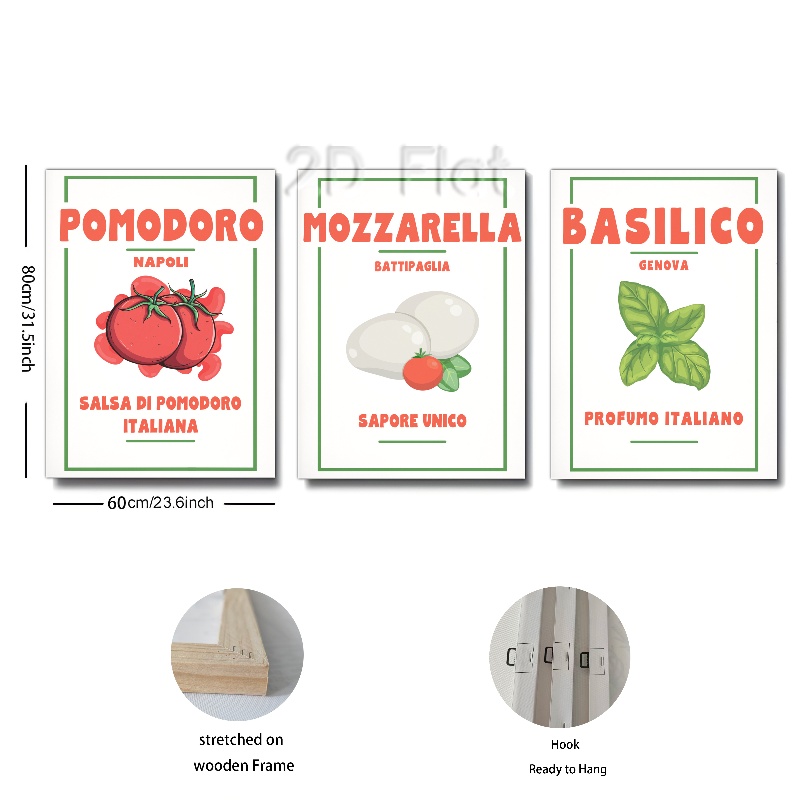 2D Flat
POMODORO
NAPOLI
SALSA DI POMODORO
ITALIANA
MOZZARELLA
BATTIPAGLIA
SAPORE UNICO
BASILICO
GENOVA
PROFUMO ITALIANO
80cm/31.5inch
60cm/23.6inch
stretched on
wooden Frame
Hook
Ready to Hang